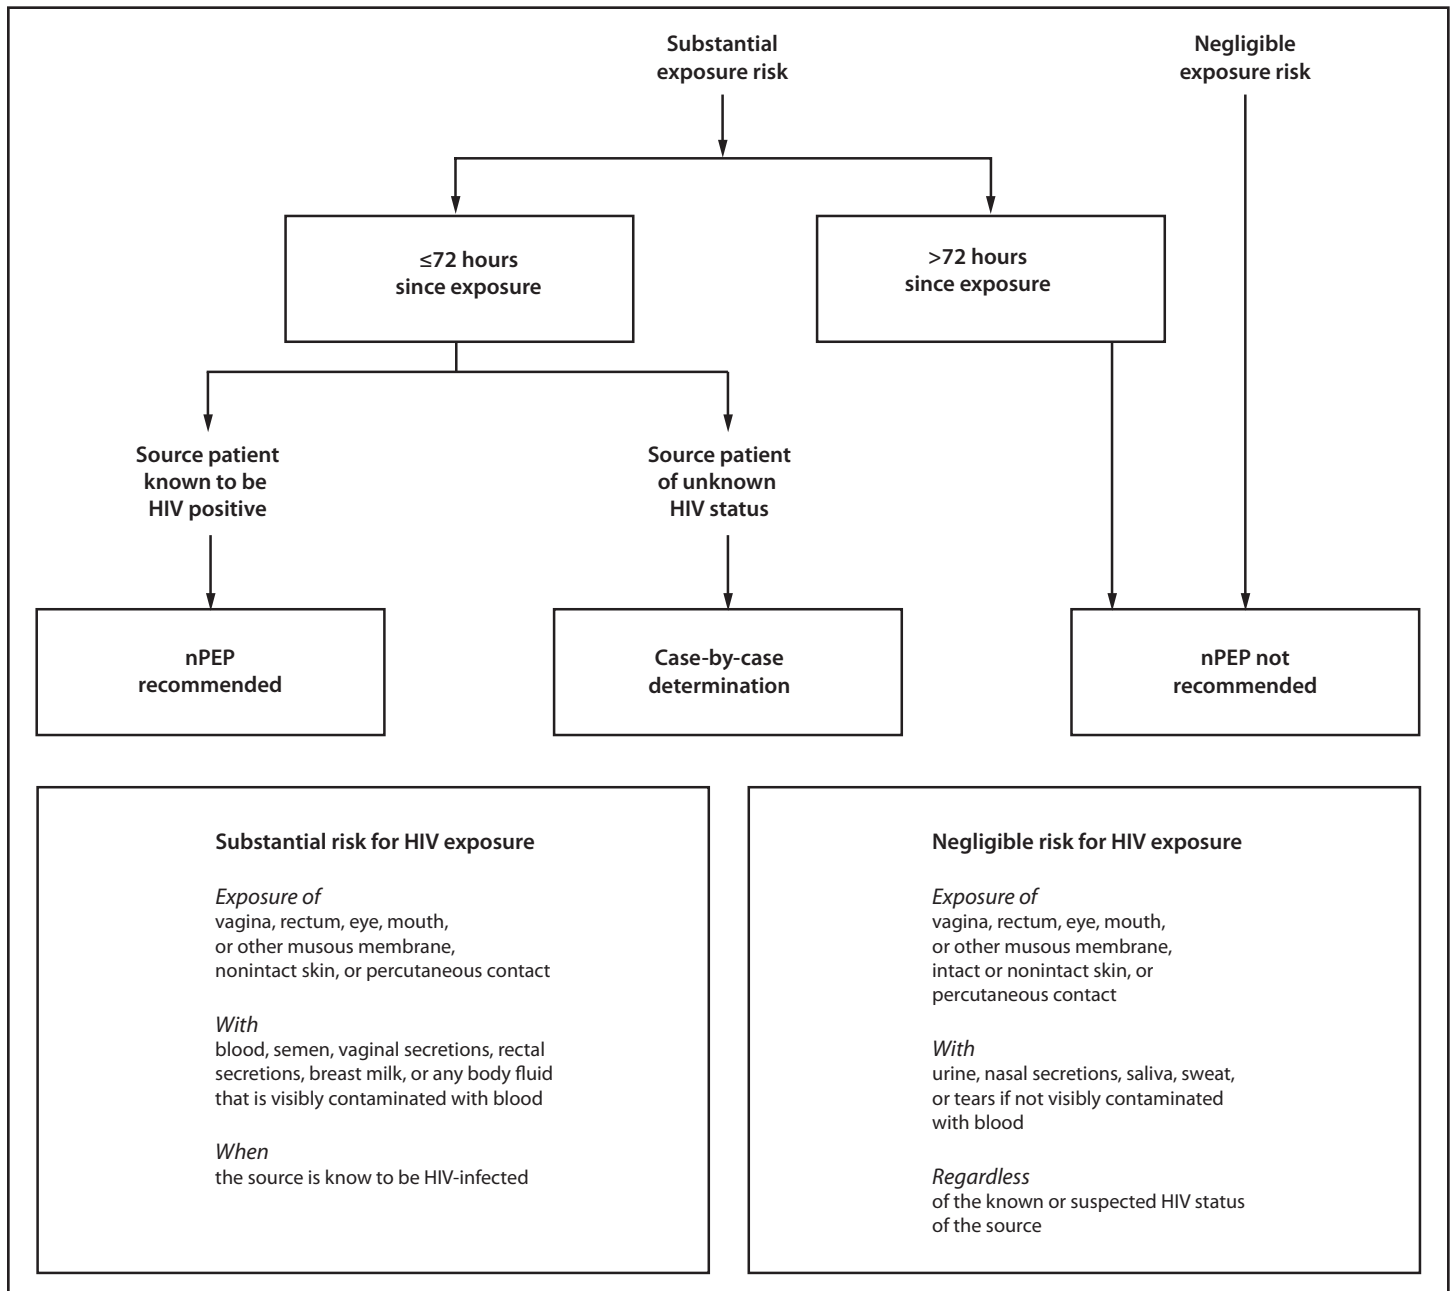 Substantial
exposure risk
Negligible
exposure risk
≤72 hours
since exposure
>72 hours
since exposure
Source patient
known to be
HIV positive
Source patient
of unknown
HIV status
nPEP
recommended
Case-by-case
determination
nPEP not
recommended
Substantial risk for HIV exposure
Exposure of
vagina, rectum, eye, mouth,
or other musous membrane,
nonintact skin, or percutaneous contact
With
blood, semen, vaginal secretions, rectal
secretions, breast milk, or any body fluid
that is visibly contaminated with blood
When
the source is know to be HIV-infected
Negligible risk for HIV exposure
Exposure of
vagina, rectum, eye, mouth,
or other musous membrane,
intact or nonintact skin, or
percutaneous contact
With
urine, nasal secretions, saliva, sweat,
or tears if not visibly contaminated
with blood
Regardless
of the known or suspected HIV status
of the source